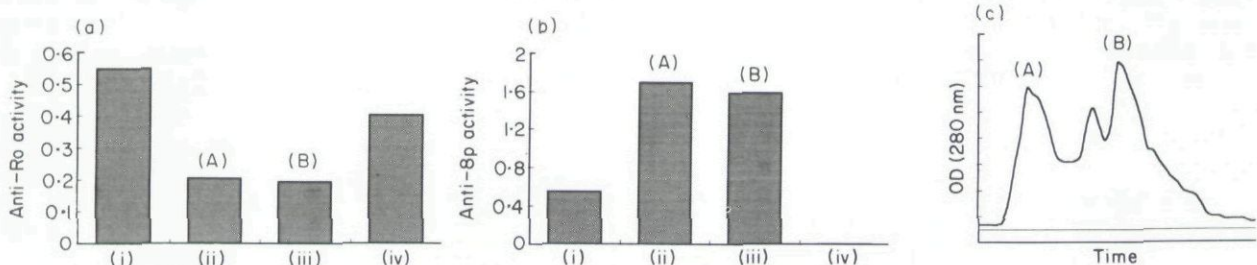 (a)
Anti-Ro activity
0·6
0·5
0·4
0·3
0·2
0·1
0
(A)
(B)
(i)
(ii)
(iii)
(iv)
(b)
Anti-8p activity
2
1·6
1·2
0·8
0·4
0
(A)
(B)
(i)
(ii)
(iii)
(iv)
(c)
OD (280 nm)
(A)
(B)
Time